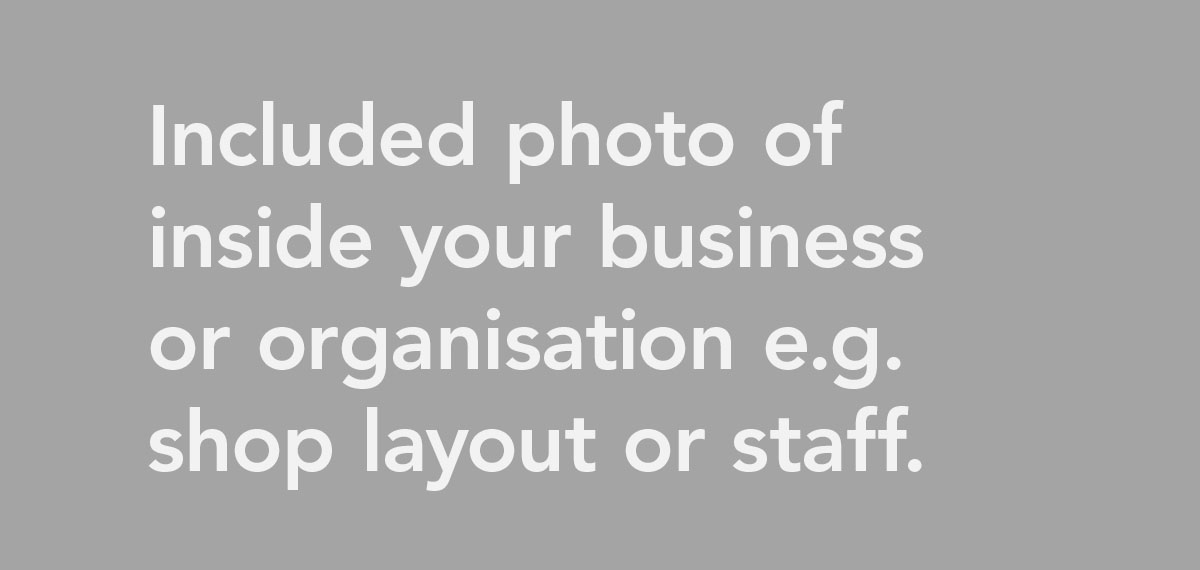 Included photo of
inside your business
or organisation e.g.
shop layout or staff.